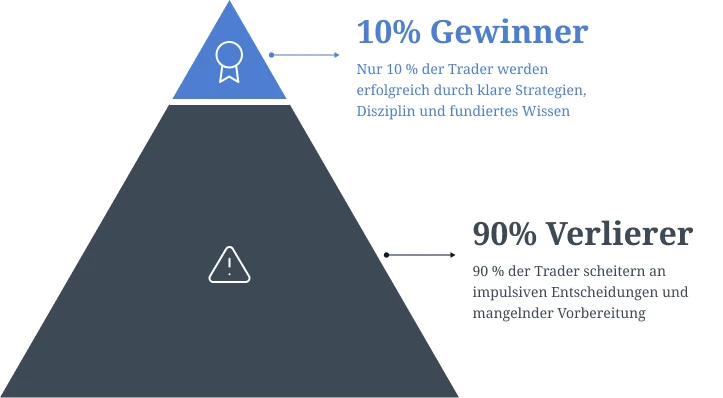 10% Gewinner
Nur 10 % der Trader werden
erfolgreich durch klare Strategien,
Disziplin und fundiertes Wissen
90% Verlierer
90 % der Trader scheitern an
impulsiven Entscheidungen und
mangelnder Vorbereitung